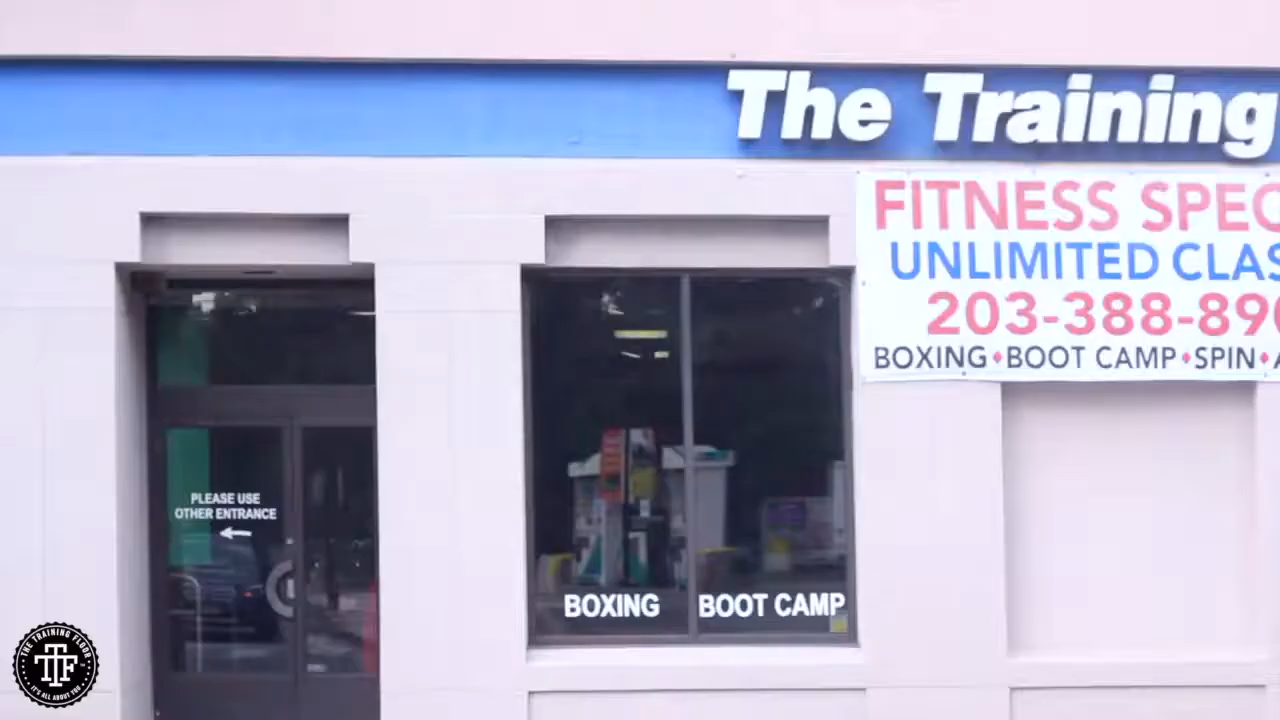 The Training
FITNESS SPEC
UNLIMITED CLAS
203-388-89
BOXING♦BOOT CAMP♦SPIN♦A
PLEASE USE
OTHER ENTRANCE
←
BOXING
BOOT CAMP
THE TRAINING FLOOR
TTF
IT'S ALL ABOUT YOU